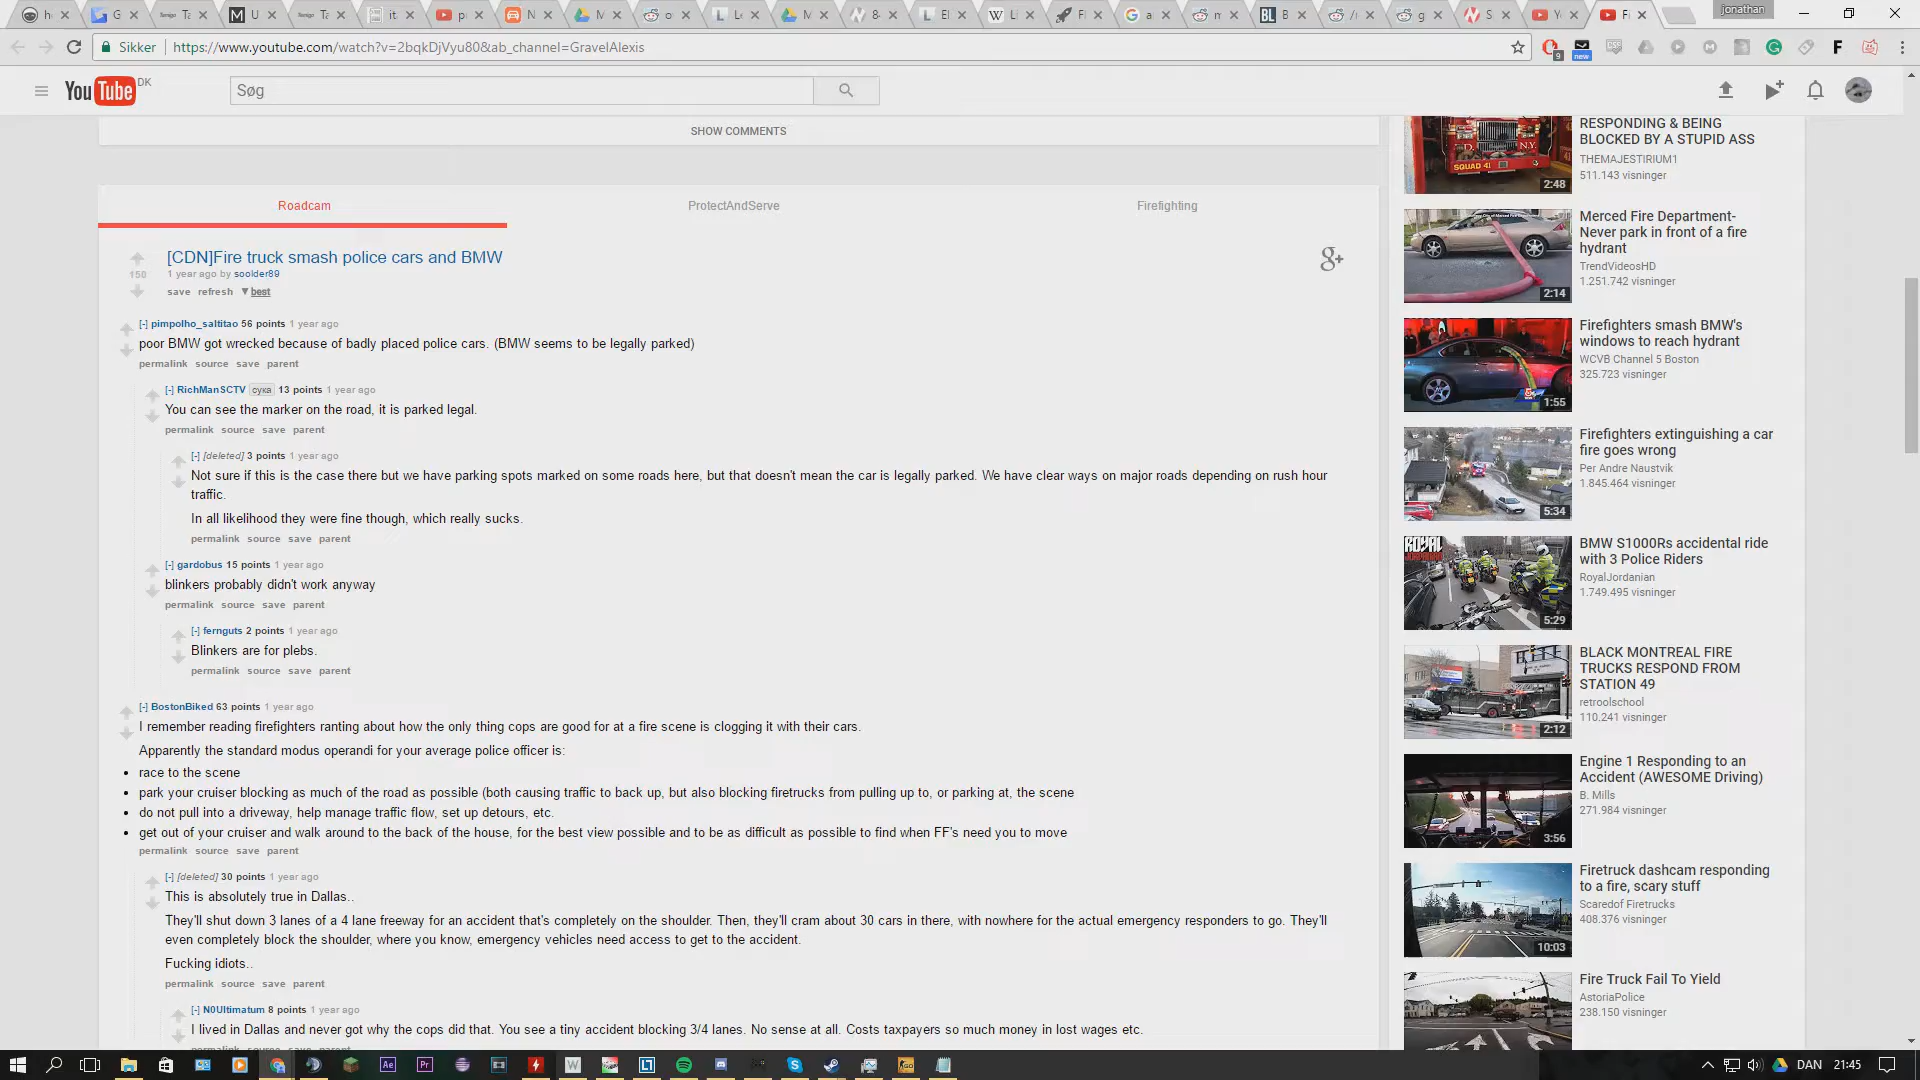 jonathan
Sikker
https://www.youtube.com/watch?v=2bqkDjVyu80&ab_channel=GravelAlexis
9
new
F
YouTube DK
Søg
SHOW COMMENTS
Roadcam
ProtectAndServe
Firefighting
[CDN]Fire truck smash police cars and BMW
150
1 year ago by soolder89
save refresh ▼best
g+
[-] pimpolho_saltitao 56 points 1 year ago
poor BMW got wrecked because of badly placed police cars. (BMW seems to be legally parked)
permalink source save parent
[-] RichManSCTV сука 13 points 1 year ago
You can see the marker on the road, it is parked legal.
permalink source save parent
[-] [deleted] 3 points 1 year ago
Not sure if this is the case there but we have parking spots marked on some roads here, but that doesn't mean the car is legally parked. We have clear ways on major roads depending on rush hour
traffic.
In all likelihood they were fine though, which really sucks.
permalink source save parent
[-] gardobus 15 points 1 year ago
blinkers probably didn't work anyway
permalink source save parent
[-] fernguts 2 points 1 year ago
Blinkers are for plebs.
permalink source save parent
[-] BostonBiked 63 points 1 year ago
I remember reading firefighters ranting about how the only thing cops are good for at a fire scene is clogging it with their cars.
Apparently the standard modus operandi for your average police officer is:
• race to the scene
• park your cruiser blocking as much of the road as possible (both causing traffic to back up, but also blocking firetrucks from pulling up to, or parking at, the scene
• do not pull into a driveway, help manage traffic flow, set up detours, etc.
• get out of your cruiser and walk around to the back of the house, for the best view possible and to be as difficult as possible to find when FF's need you to move
permalink source save parent
[-] [deleted] 30 points 1 year ago
This is absolutely true in Dallas..
They'll shut down 3 lanes of a 4 lane freeway for an accident that's completely on the shoulder. Then, they'll cram about 30 cars in there, with nowhere for the actual emergency responders to go. They'll
even completely block the shoulder, where you know, emergency vehicles need access to get to the accident.
Fucking idiots..
permalink source save parent
[-] N0Ultimatum 8 points 1 year ago
I lived in Dallas and never got why the cops did that. You see a tiny accident blocking 3/4 lanes. No sense at all. Costs taxpayers so much money in lost wages etc.
permalink source save parent
RESPONDING & BEING
BLOCKED BY A STUPID ASS
THEMAJESTIRIUM1
511.143 visninger
SQUAD 41
2:48
Merced Fire Department-
Never park in front of a fire
hydrant
TrendVideosHD
1.251.742 visninger
2:14
Firefighters smash BMW's
windows to reach hydrant
WCVB Channel 5 Boston
325.723 visninger
1:55
Firefighters extinguishing a car
fire goes wrong
Per Andre Naustvik
1.845.464 visninger
5:34
BMW S1000Rs accidental ride
with 3 Police Riders
RoyalJordanian
1.749.495 visninger
ROYAL
JORDANIAN
5:29
BLACK MONTREAL FIRE
TRUCKS RESPOND FROM
STATION 49
retroolschool
110.241 visninger
2:12
Engine 1 Responding to an
Accident (AWESOME Driving)
B. Mills
271.984 visninger
3:56
Firetruck dashcam responding
to a fire, scary stuff
Scaredof Firetrucks
408.376 visninger
10:03
Fire Truck Fail To Yield
AstoriaPolice
238.150 visninger
Ae
Pr
DAN
21:45